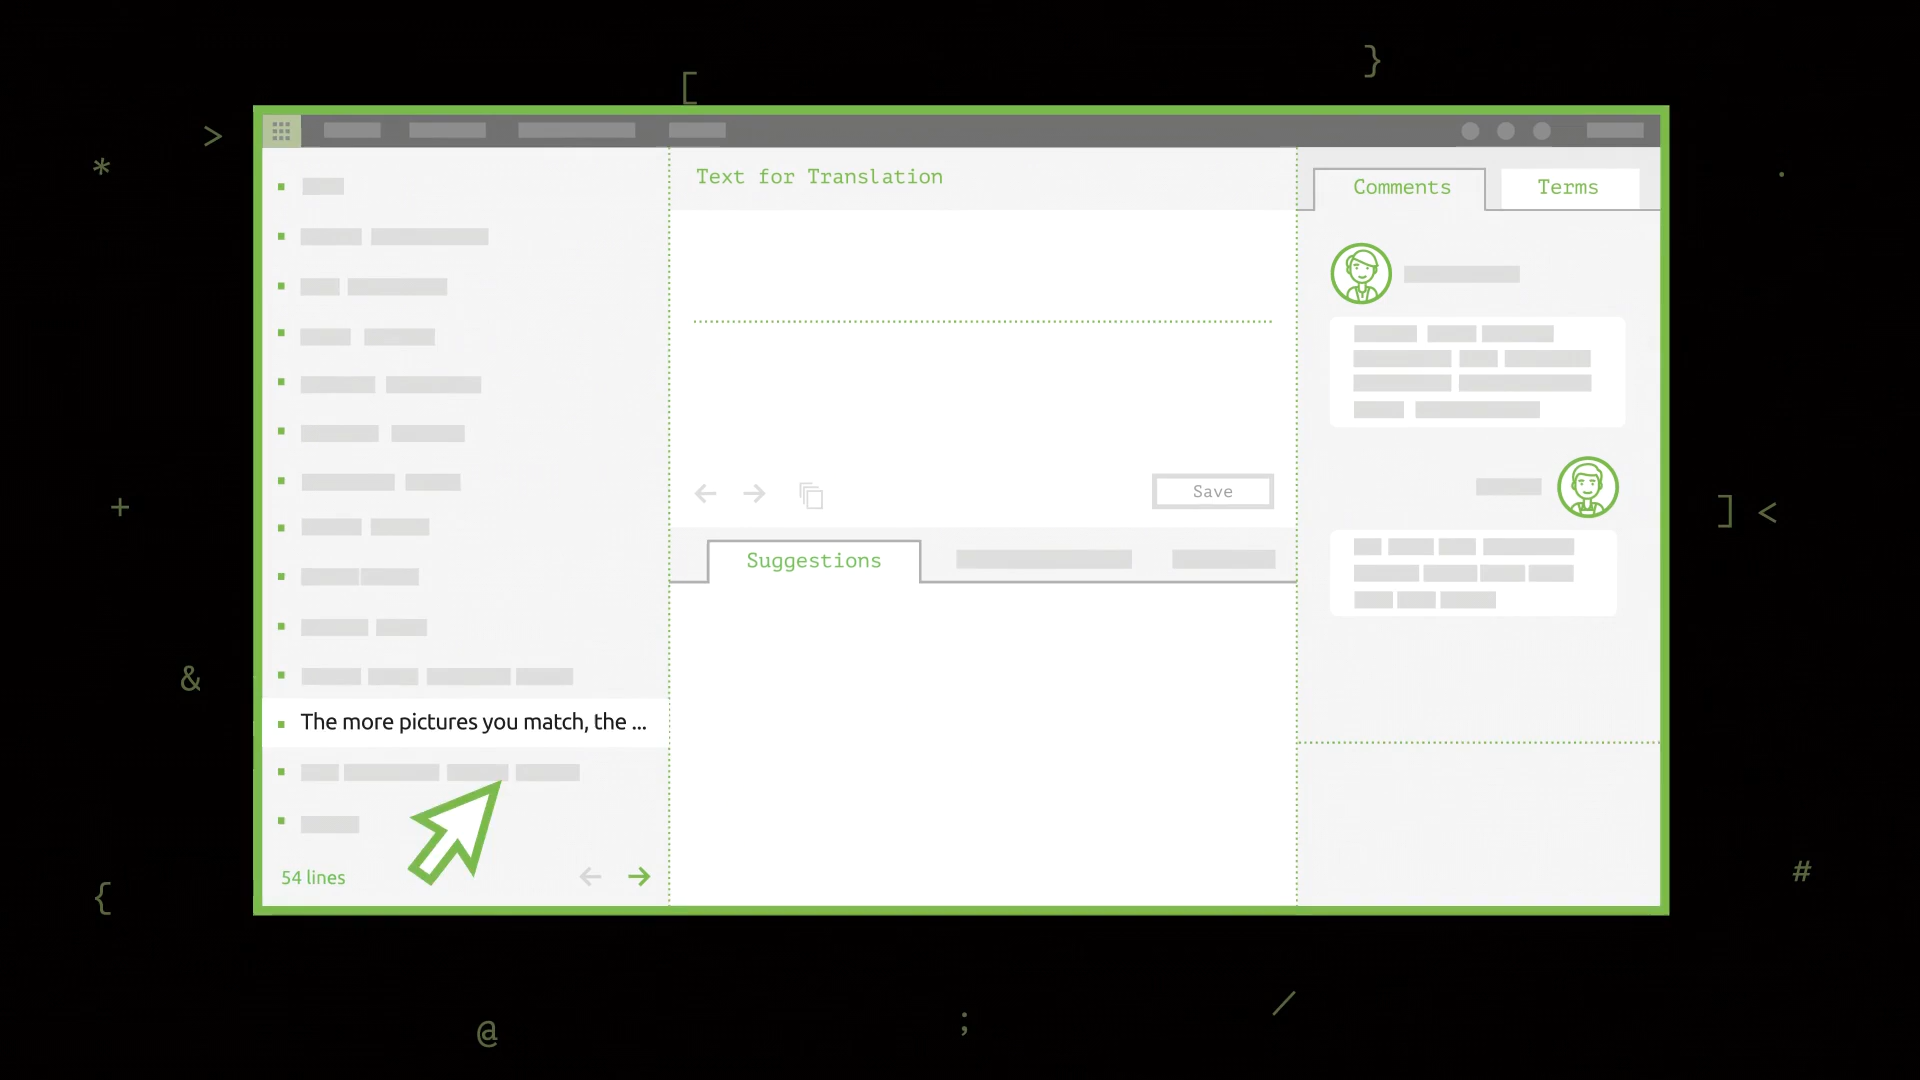 }
[
>
*
.
Text for Translation
Comments
Terms
Save
+
] <
Suggestions
&
The more pictures you match, the ...
54 lines
{
#
/
@
;